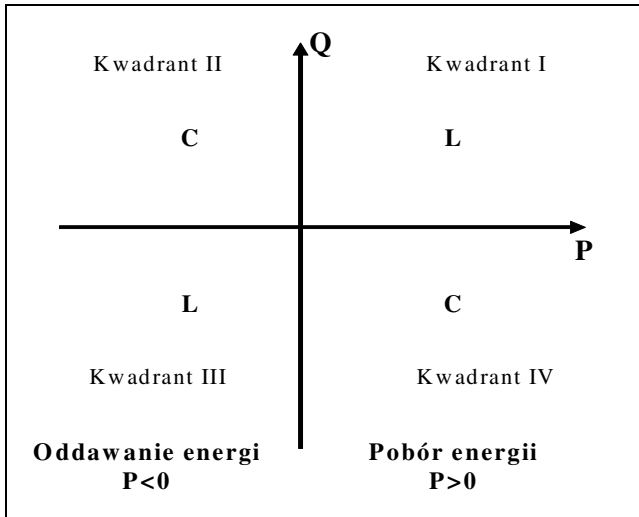 Q
Kwadrant II
Kwadrant I
C
L
P
L
C
Kwadrant III
Kwadrant IV
Oddawanie energi
P<0
Pobór energii
P>0